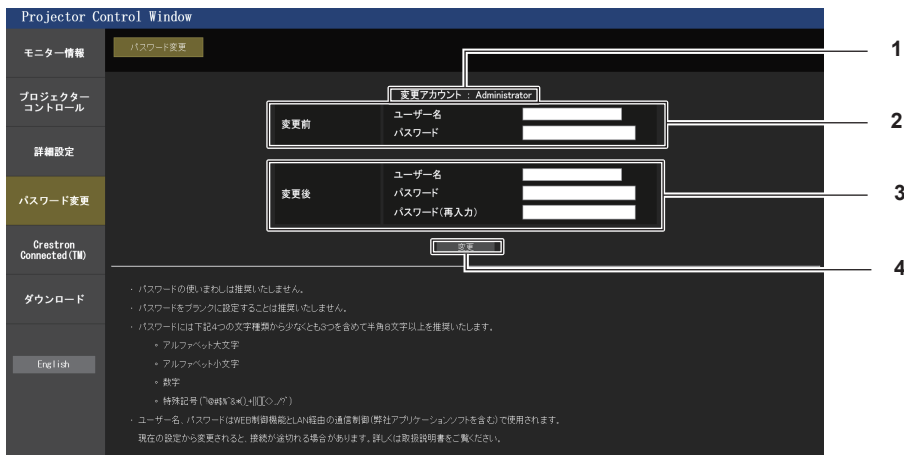 Projector Control Window
モニター情報
パスワード変更
1
プロジェクター
コントロール
変更アカウント : Administrator
変更前
ユーザー名
パスワード
2
詳細設定
変更後
ユーザー名
パスワード
パスワード(再入力)
3
パスワード変更
変更
4
Crestron
Connected(TM)
ダウンロード
English
・ パスワードの使いまわしは推奨いたしません。
・ パスワードをブランクに設定することは推奨いたしません。
・ パスワードには下記4つの文字種類から少なくとも3つを含めて半角8文字以上を推奨いたします。
◦ アルファベット大文字
◦ アルファベット小文字
◦ 数字
◦ 特殊記号
・ ユーザー名、パスワードはWEB制御機能とLAN経由の通信制御(弊社アプリケーションソフトを含む)で使用されます。
現在の設定から変更されると、接続が途切れる場合があります。詳しくは取扱説明書をご覧ください。